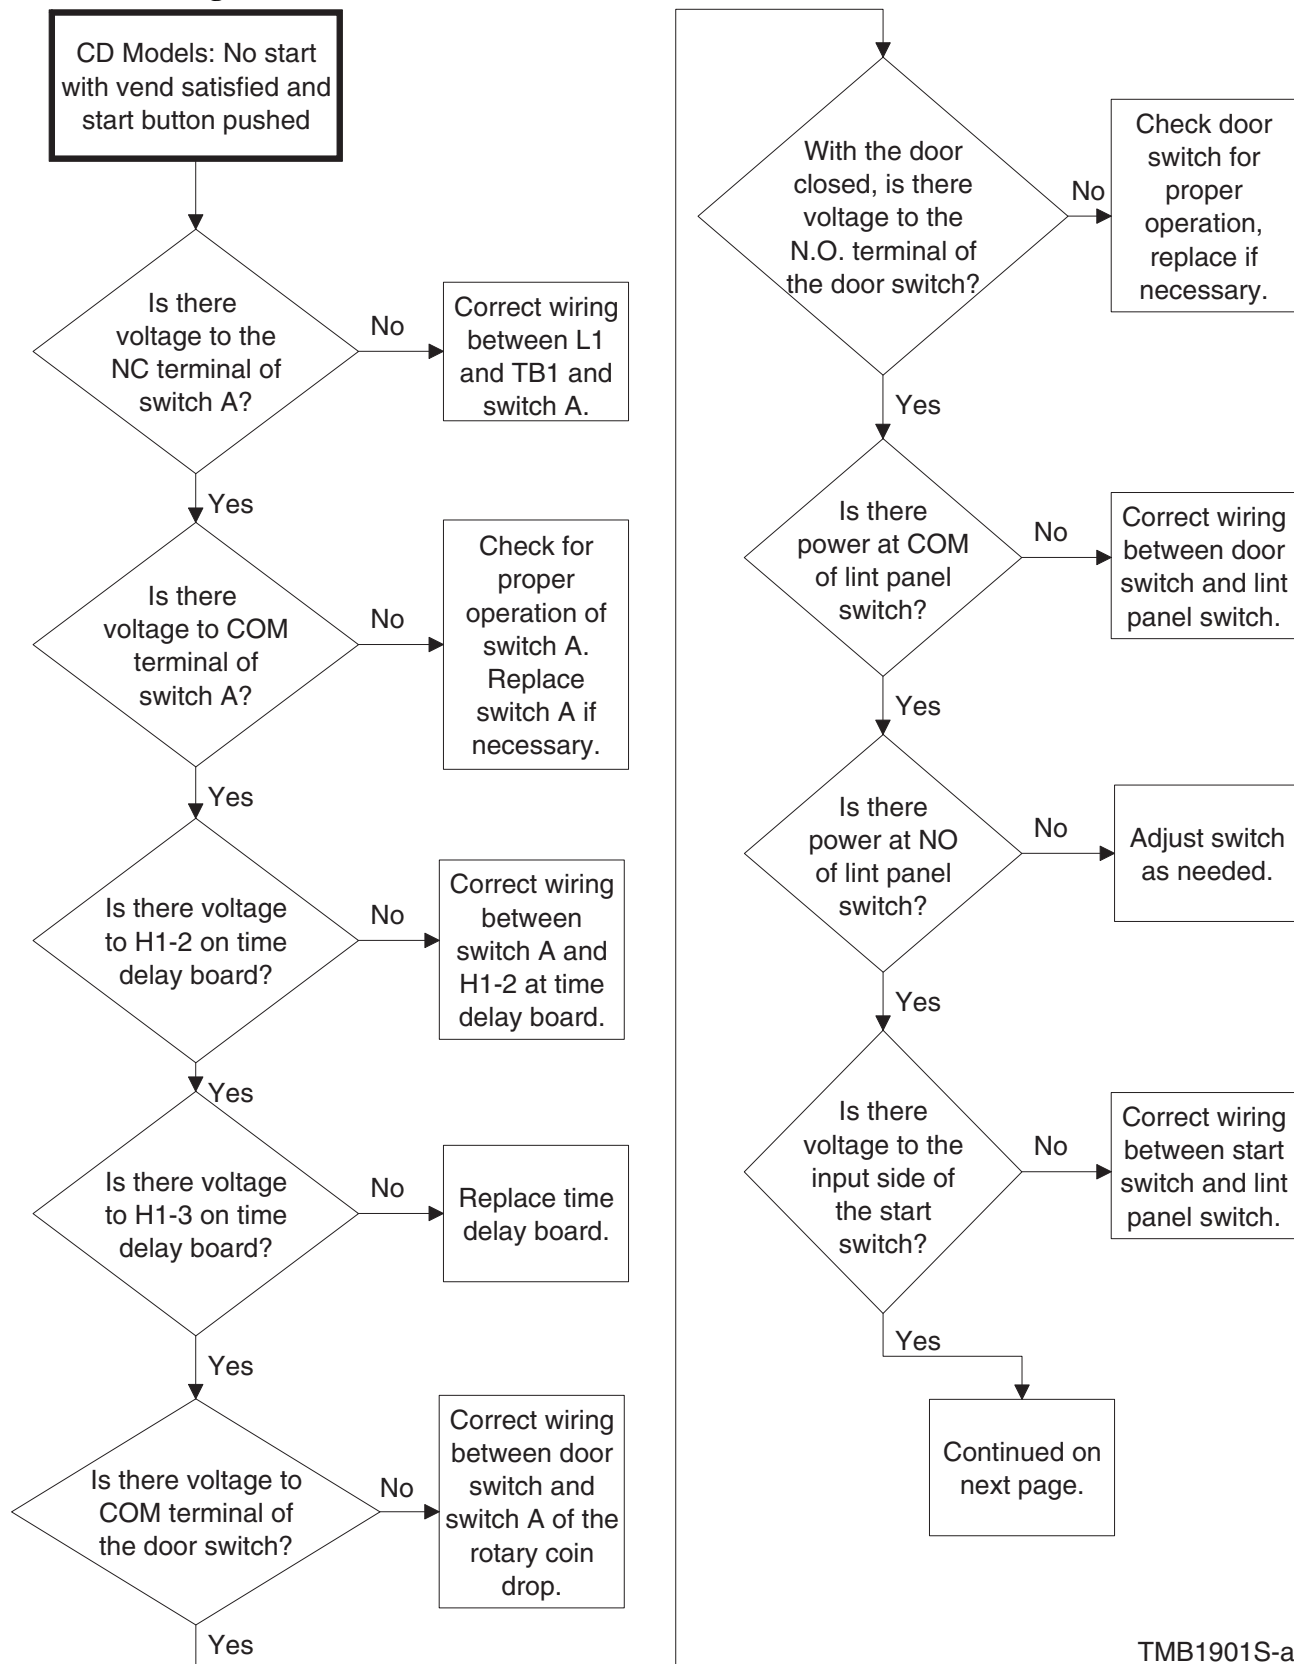 CD Models: No start
with vend satisfied and
start button pushed
Is there
voltage to the
NC terminal of
switch A?
No
Correct wiring
between L1
and TB1 and
switch A.
Yes
Is there
voltage to COM
terminal of
switch A?
No
Check for
proper
operation of
switch A.
Replace
switch A if
necessary.
Yes
Is there voltage
to H1-2 on time
delay board?
No
Correct wiring
between
switch A and
H1-2 at time
delay board.
Yes
Is there voltage
to H1-3 on time
delay board?
No
Replace time
delay board.
Yes
Is there voltage to
COM terminal of
the door switch?
No
Correct wiring
between door
switch and
switch A of the
rotary coin
drop.
Yes
With the door
closed, is there
voltage to the
N.O. terminal of
the door switch?
No
Check door
switch for
proper
operation,
replace if
necessary.
Yes
Is there
power at COM
of lint panel
switch?
No
Correct wiring
between door
switch and lint
panel switch.
Yes
Is there
power at NO
of lint panel
switch?
No
Adjust switch
as needed.
Yes
Is there
voltage to the
input side of
the start
switch?
No
Correct wiring
between start
switch and lint
panel switch.
Yes
Continued on
next page.
TMB1901S-a